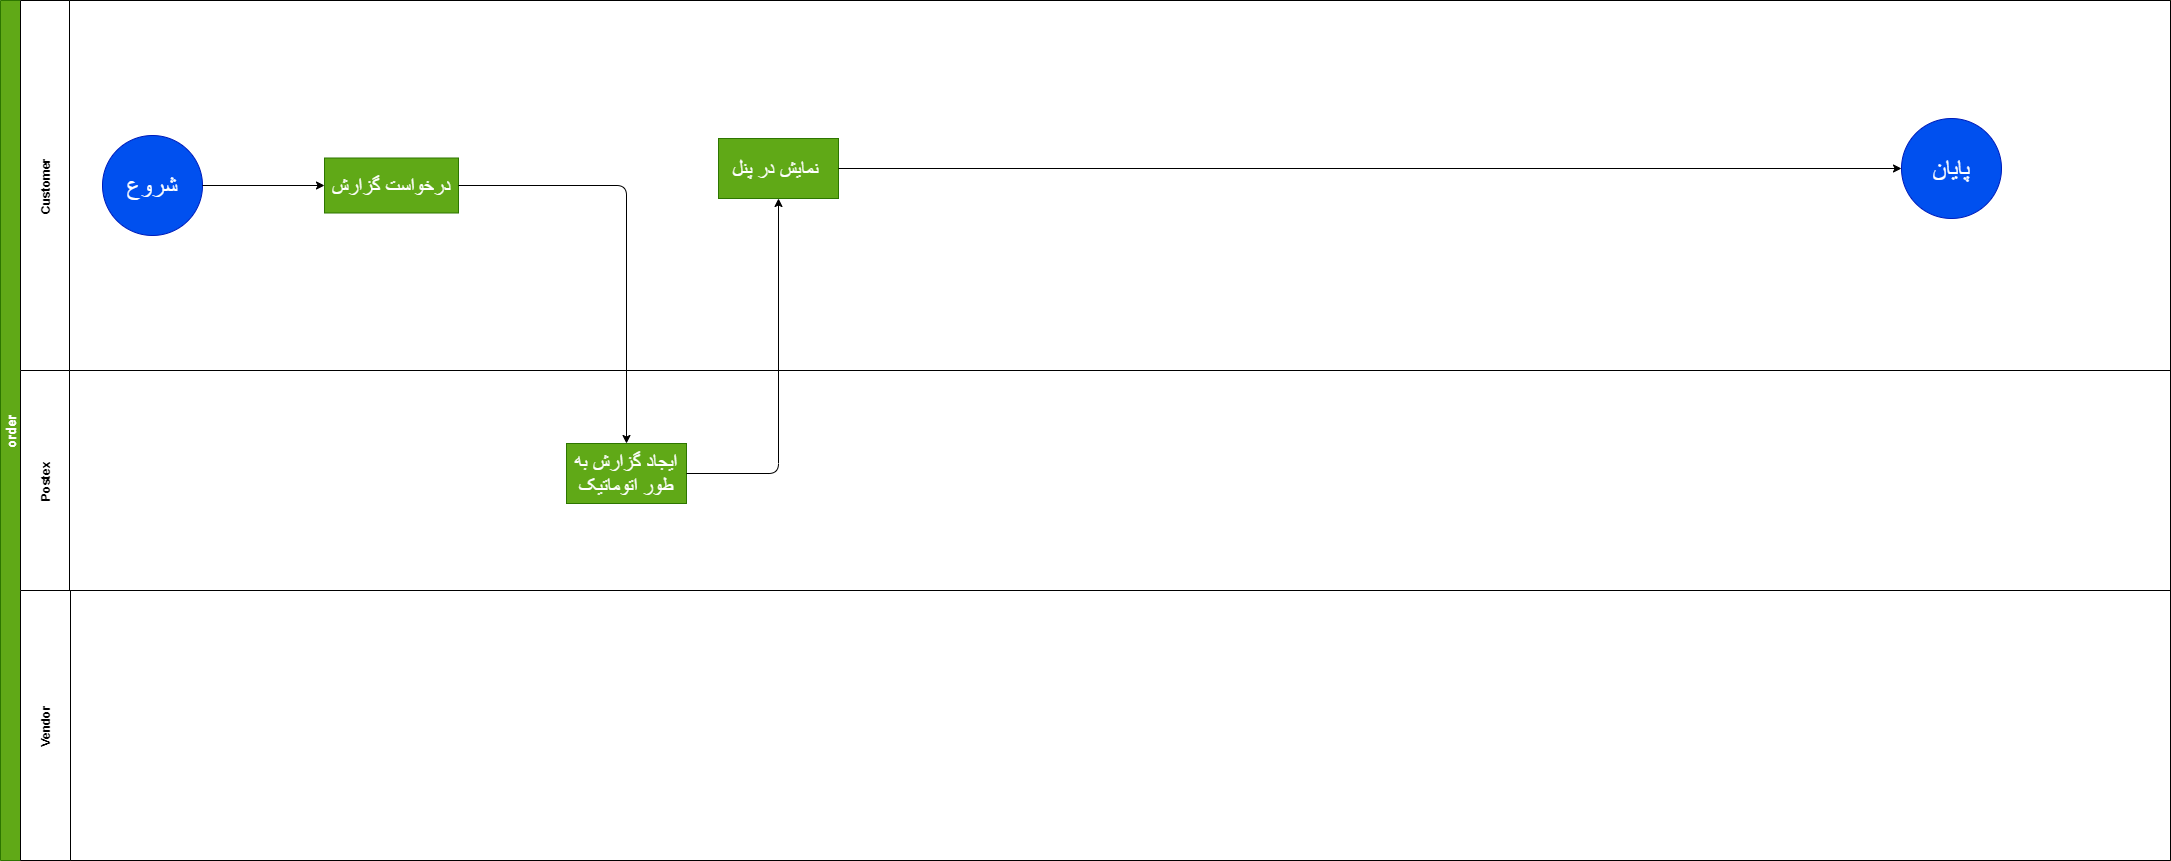 order
Customer
شروع
درخواست گزارش
نمایش در پنل
پایان
Postex
ایجاد گزارش به
طور اتوماتیک
Vendor